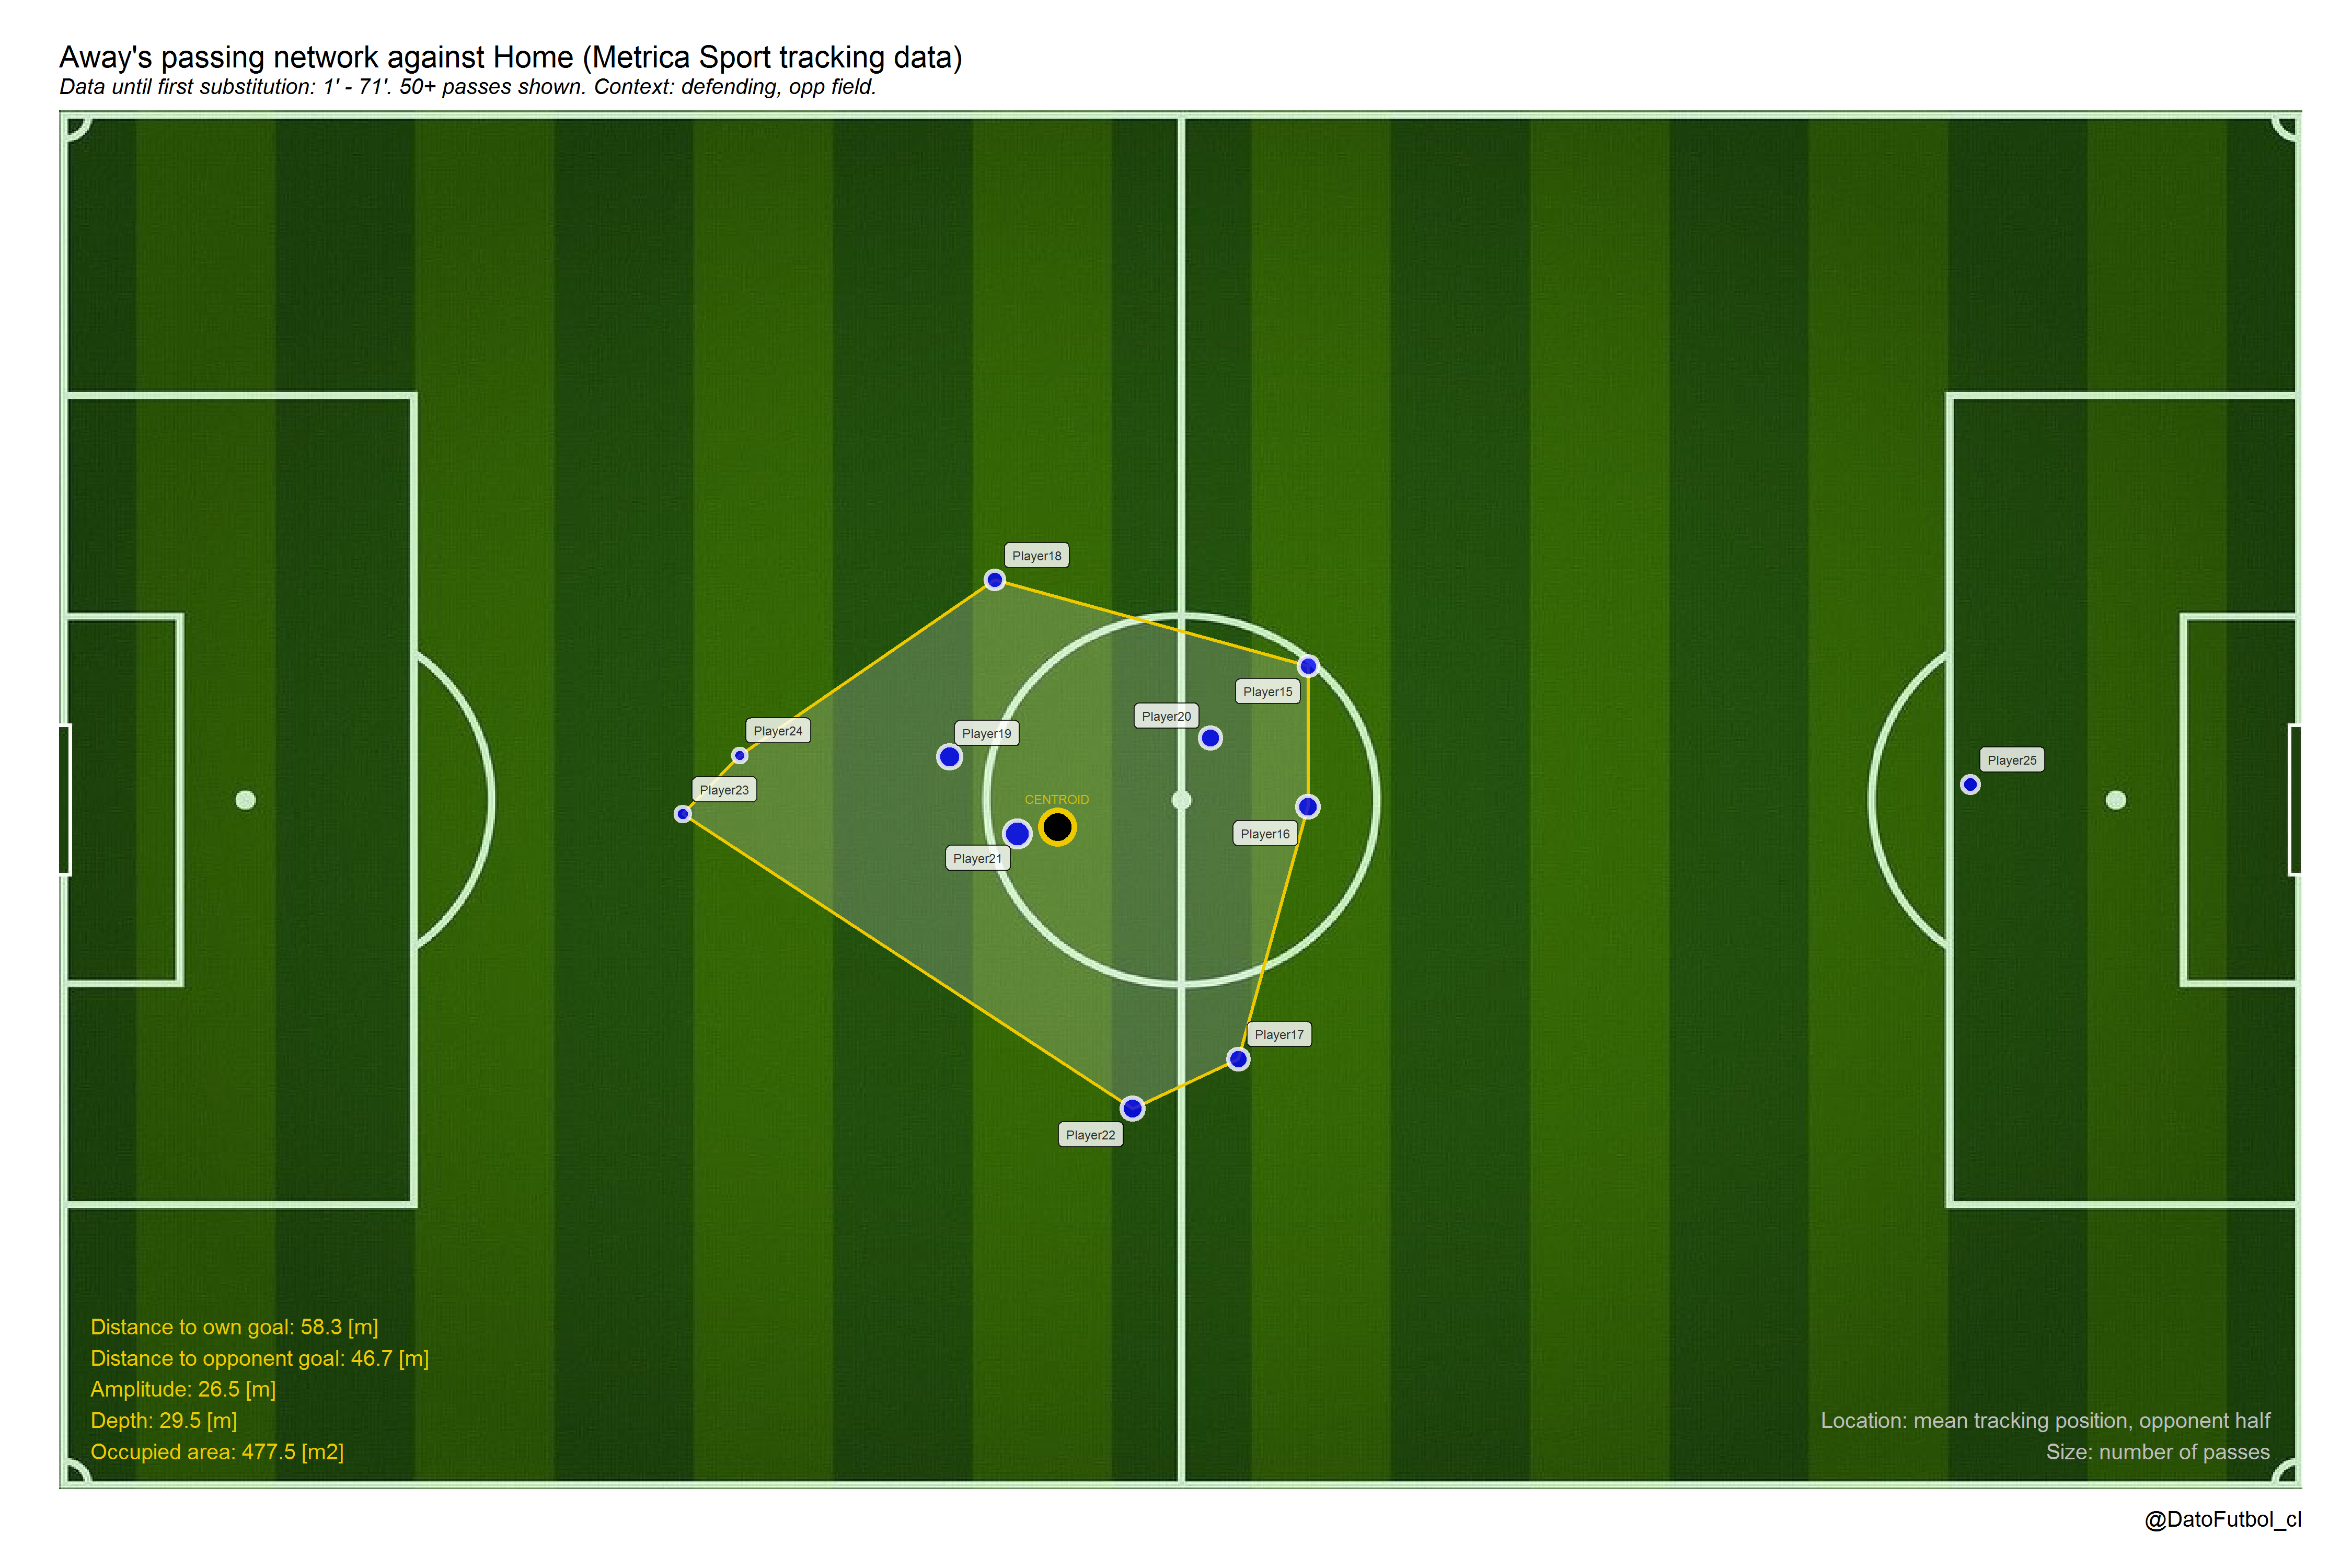 Away's passing network against Home (Metrica Sport tracking data)
Data until first substitution: 1' - 71'. 50+ passes shown. Context: defending, opp field.
Player18
Player15
Player20
Player24
Player19
Player25
Player23
CENTROID
Player16
Player21
Player17
Player22
Distance to own goal: 58.3 [m]
Distance to opponent goal: 46.7 [m]
Amplitude: 26.5 [m]
Depth: 29.5 [m]
Occupied area: 477.5 [m2]
Location: mean tracking position, opponent half
Size: number of passes
@DatoFutbol_cl